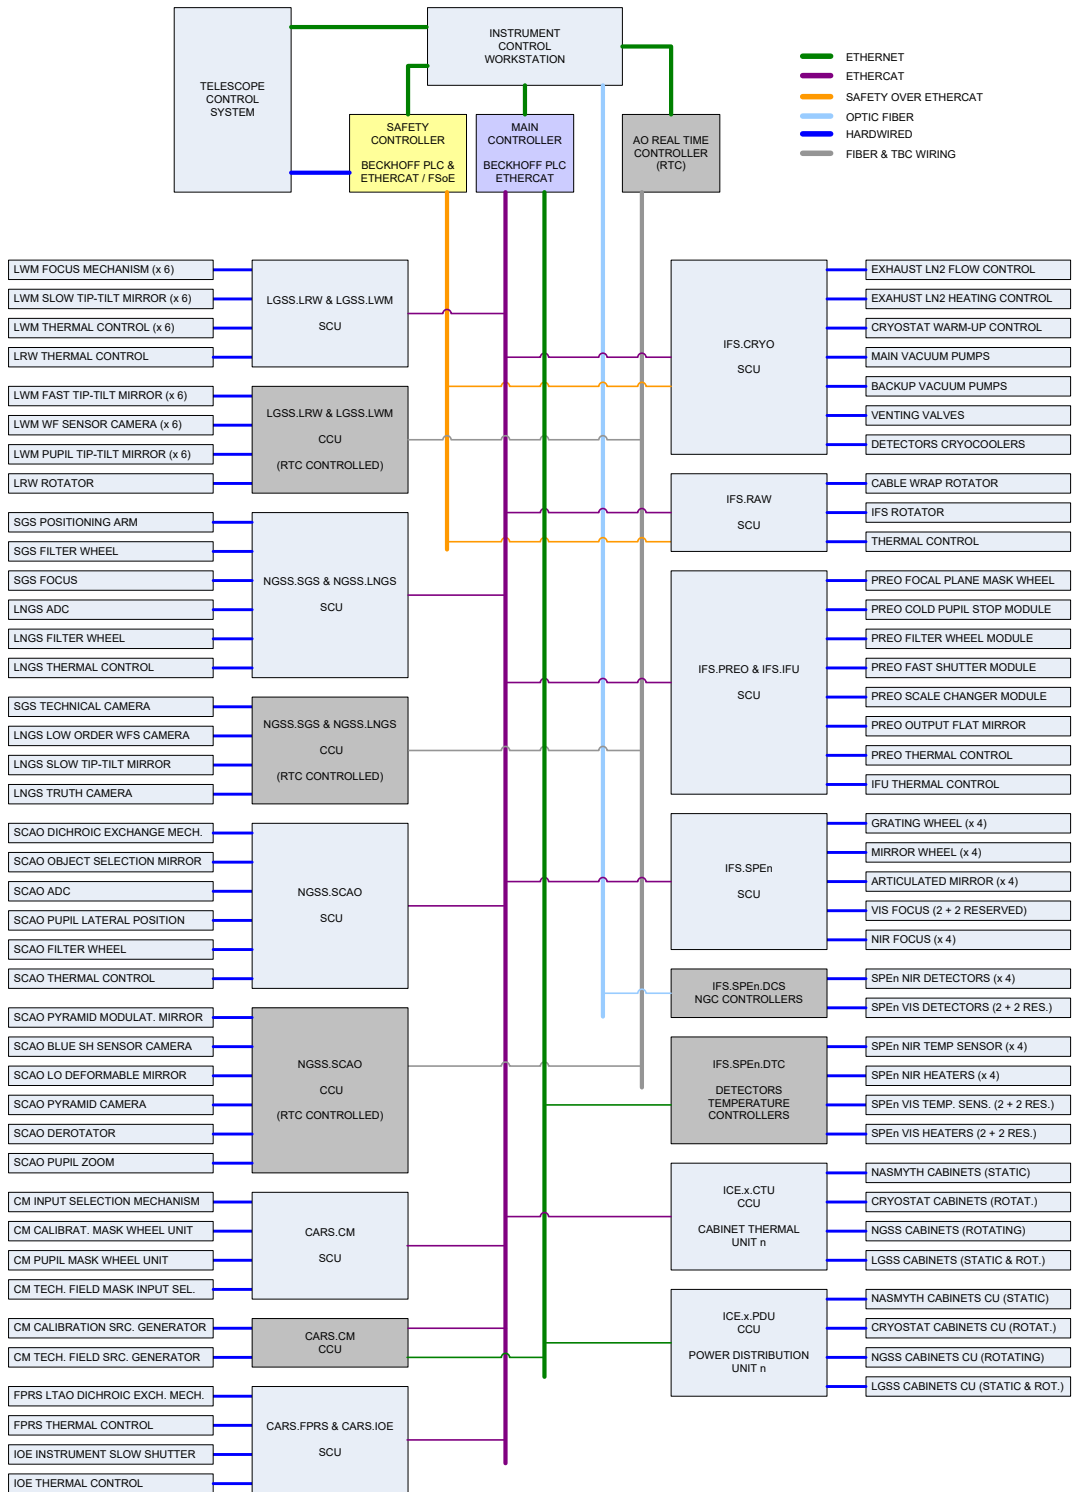 TELESCOPE
CONTROL
SYSTEM
INSTRUMENT
CONTROL
WORKSTATION
ETHERNET
ETHERCAT
SAFETY OVER ETHERCAT
OPTIC FIBER
HARDWIRED
FIBER & TBC WIRING
SAFETY
CONTROLLER
BECKHOFF PLC &
ETHERCAT / FSoE
MAIN
CONTROLLER
BECKHOFF PLC
ETHERCAT
AO REAL TIME
CONTROLLER
(RTC)
LWM FOCUS MECHANISM (x 6)
LWM SLOW TIP-TILT MIRROR (x 6)
LWM THERMAL CONTROL (x 6)
LRW THERMAL CONTROL
LGSS.LRW & LGSS.LWM
SCU
LWM FAST TIP-TILT MIRROR (x 6)
LWM WF SENSOR CAMERA (x 6)
LWM PUPIL TIP-TILT MIRROR (x 6)
LRW ROTATOR
LGSS.LRW & LGSS.LWM
CCU
(RTC CONTROLLED)
SGS POSITIONING ARM
SGS FILTER WHEEL
SGS FOCUS
LNGS ADC
LNGS FILTER WHEEL
LNGS THERMAL CONTROL
NGSS.SGS & NGSS.LNGS
SCU
SGS TECHNICAL CAMERA
LNGS LOW ORDER WFS CAMERA
LNGS SLOW TIP-TILT MIRROR
LNGS TRUTH CAMERA
NGSS.SGS & NGSS.LNGS
CCU
(RTC CONTROLLED)
SCAO DICHROIC EXCHANGE MECH.
SCAO OBJECT SELECTION MIRROR
SCAO ADC
SCAO PUPIL LATERAL POSITION
SCAO FILTER WHEEL
SCAO THERMAL CONTROL
NGSS.SCAO
SCU
SCAO PYRAMID MODULAT. MIRROR
SCAO BLUE SH SENSOR CAMERA
SCAO LO DEFORMABLE MIRROR
SCAO PYRAMID CAMERA
SCAO DEROTATOR
SCAO PUPIL ZOOM
NGSS.SCAO
CCU
(RTC CONTROLLED)
CM INPUT SELECTION MECHANISM
CM CALIBRAT. MASK WHEEL UNIT
CM PUPIL MASK WHEEL UNIT
CM TECH. FIELD MASK INPUT SEL.
CARS.CM
SCU
CM CALIBRATION SRC. GENERATOR
CM TECH. FIELD SRC. GENERATOR
CARS.CM
CCU
FPRS LTAO DICHROIC EXCH. MECH.
FPRS THERMAL CONTROL
IOE INSTRUMENT SLOW SHUTTER
IOE THERMAL CONTROL
CARS.FPRS & CARS.IOE
SCU
IFS.CRYO
SCU
EXHAUST LN2 FLOW CONTROL
EXAHUST LN2 HEATING CONTROL
CRYOSTAT WARM-UP CONTROL
MAIN VACUUM PUMPS
BACKUP VACUUM PUMPS
VENTING VALVES
DETECTORS CRYOCOOLERS
IFS.RAW
SCU
CABLE WRAP ROTATOR
IFS ROTATOR
THERMAL CONTROL
IFS.PREO & IFS.IFU
SCU
PREO FOCAL PLANE MASK WHEEL
PREO COLD PUPIL STOP MODULE
PREO FILTER WHEEL MODULE
PREO FAST SHUTTER MODULE
PREO SCALE CHANGER MODULE
PREO OUTPUT FLAT MIRROR
PREO THERMAL CONTROL
IFU THERMAL CONTROL
IFS.SPEn
SCU
GRATING WHEEL (x 4)
MIRROR WHEEL (x 4)
ARTICULATED MIRROR (x 4)
VIS FOCUS (2 + 2 RESERVED)
NIR FOCUS (x 4)
IFS.SPEn.DCS
NGC CONTROLLERS
SPEn NIR DETECTORS (x 4)
SPEn VIS DETECTORS (2 + 2 RES.)
IFS.SPEn.DTC
DETECTORS
TEMPERATURE
CONTROLLERS
SPEn NIR TEMP SENSOR (x 4)
SPEn NIR HEATERS (x 4)
SPEn VIS TEMP. SENS. (2 + 2 RES.)
SPEn VIS HEATERS (2 + 2 RES.)
ICE.x.CTU
CCU
CABINET THERMAL
UNIT n
NASMYTH CABINETS (STATIC)
CRYOSTAT CABINETS (ROTAT.)
NGSS CABINETS (ROTATING)
LGSS CABINETS (STATIC & ROT.)
ICE.x.PDU
CCU
POWER DISTRIBUTION
UNIT n
NASMYTH CABINETS CU (STATIC)
CRYOSTAT CABINETS CU (ROTAT.)
NGSS CABINETS CU (ROTATING)
LGSS CABINETS CU (STATIC & ROT.)